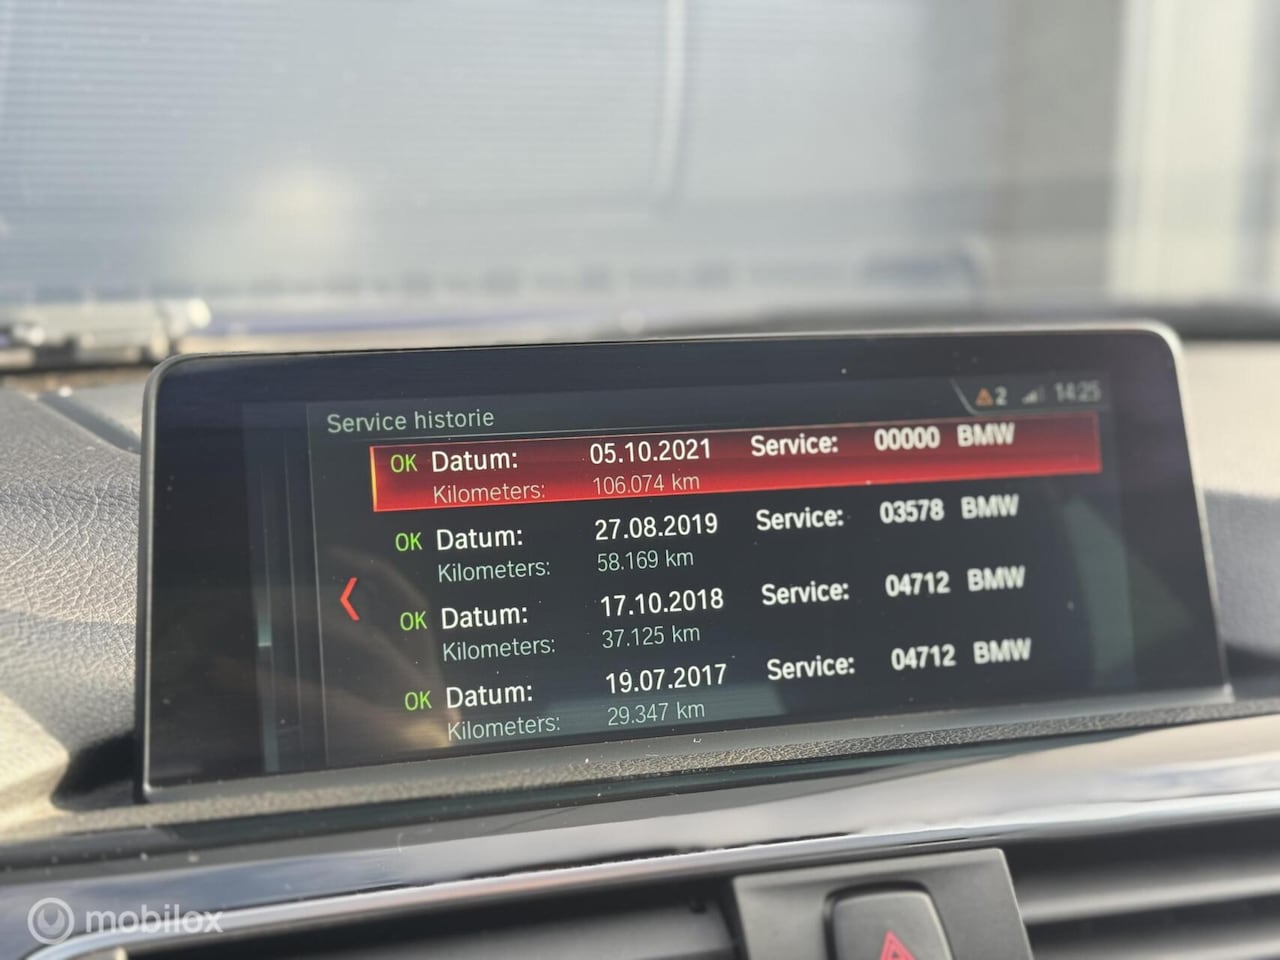 2 14:25
Service historie
OK Datum: 05.10.2021 Service: 00000 BMW
Kilometers: 106.074 km
OK Datum: 27.08.2019 Service: 03578 BMW
Kilometers: 58.169 km
OK Datum: 17.10.2018 Service: 04712 BMW
Kilometers: 37.125 km
OK Datum: 19.07.2017 Service: 04712 BMW
Kilometers: 29.347 km
mobilox